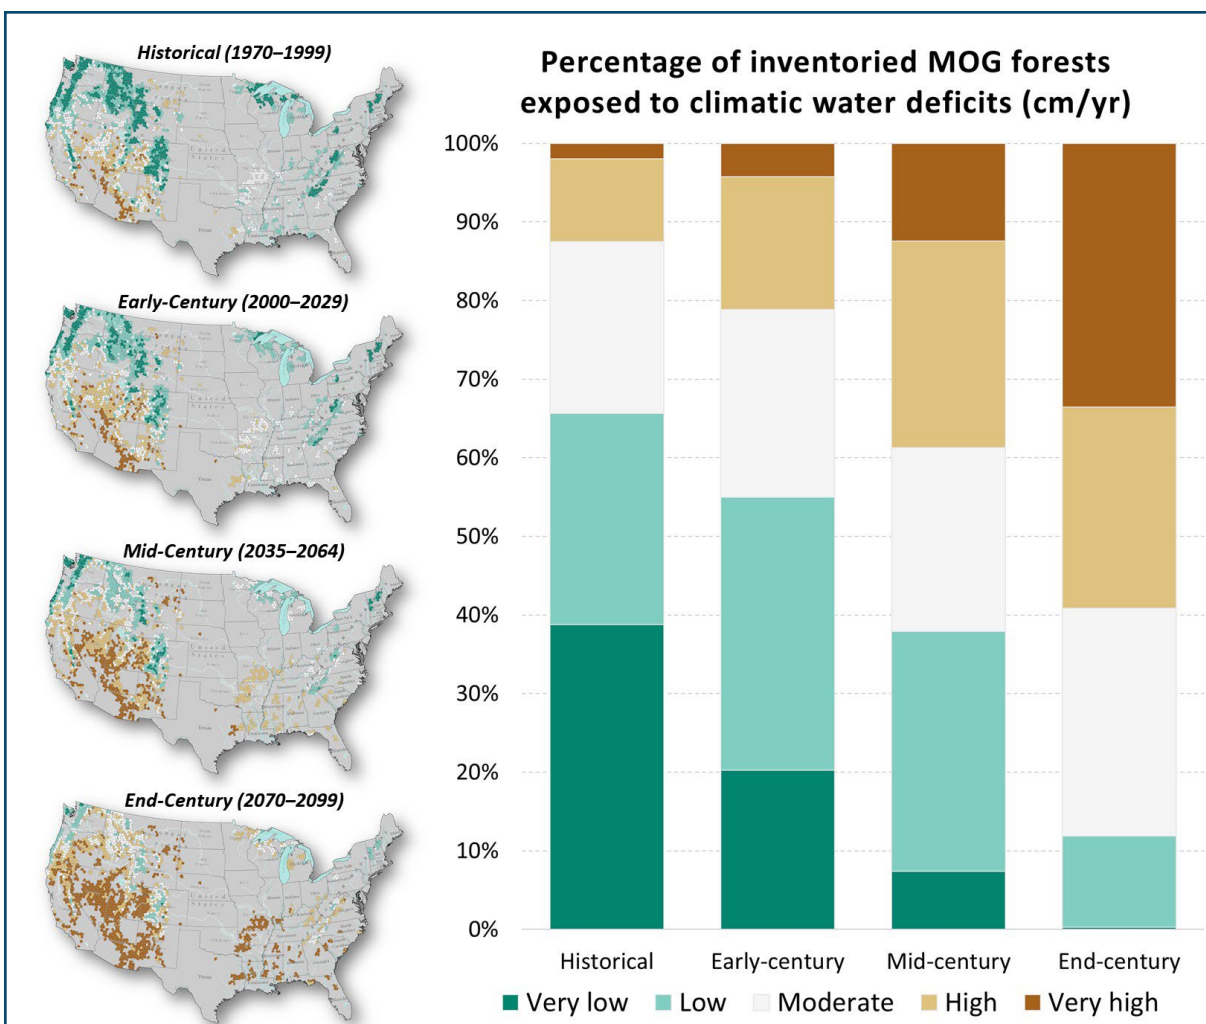 Historical (1970–1999)
Early-Century (2000–2029)
Mid-Century (2035–2064)
End-Century (2070–2099)
Percentage of inventoried MOG forests
exposed to climatic water deficits (cm/yr)
100%
90%
80%
70%
60%
50%
40%
30%
20%
10%
0%
Historical Early-century Mid-century End-century
Very low Low Moderate High Very high